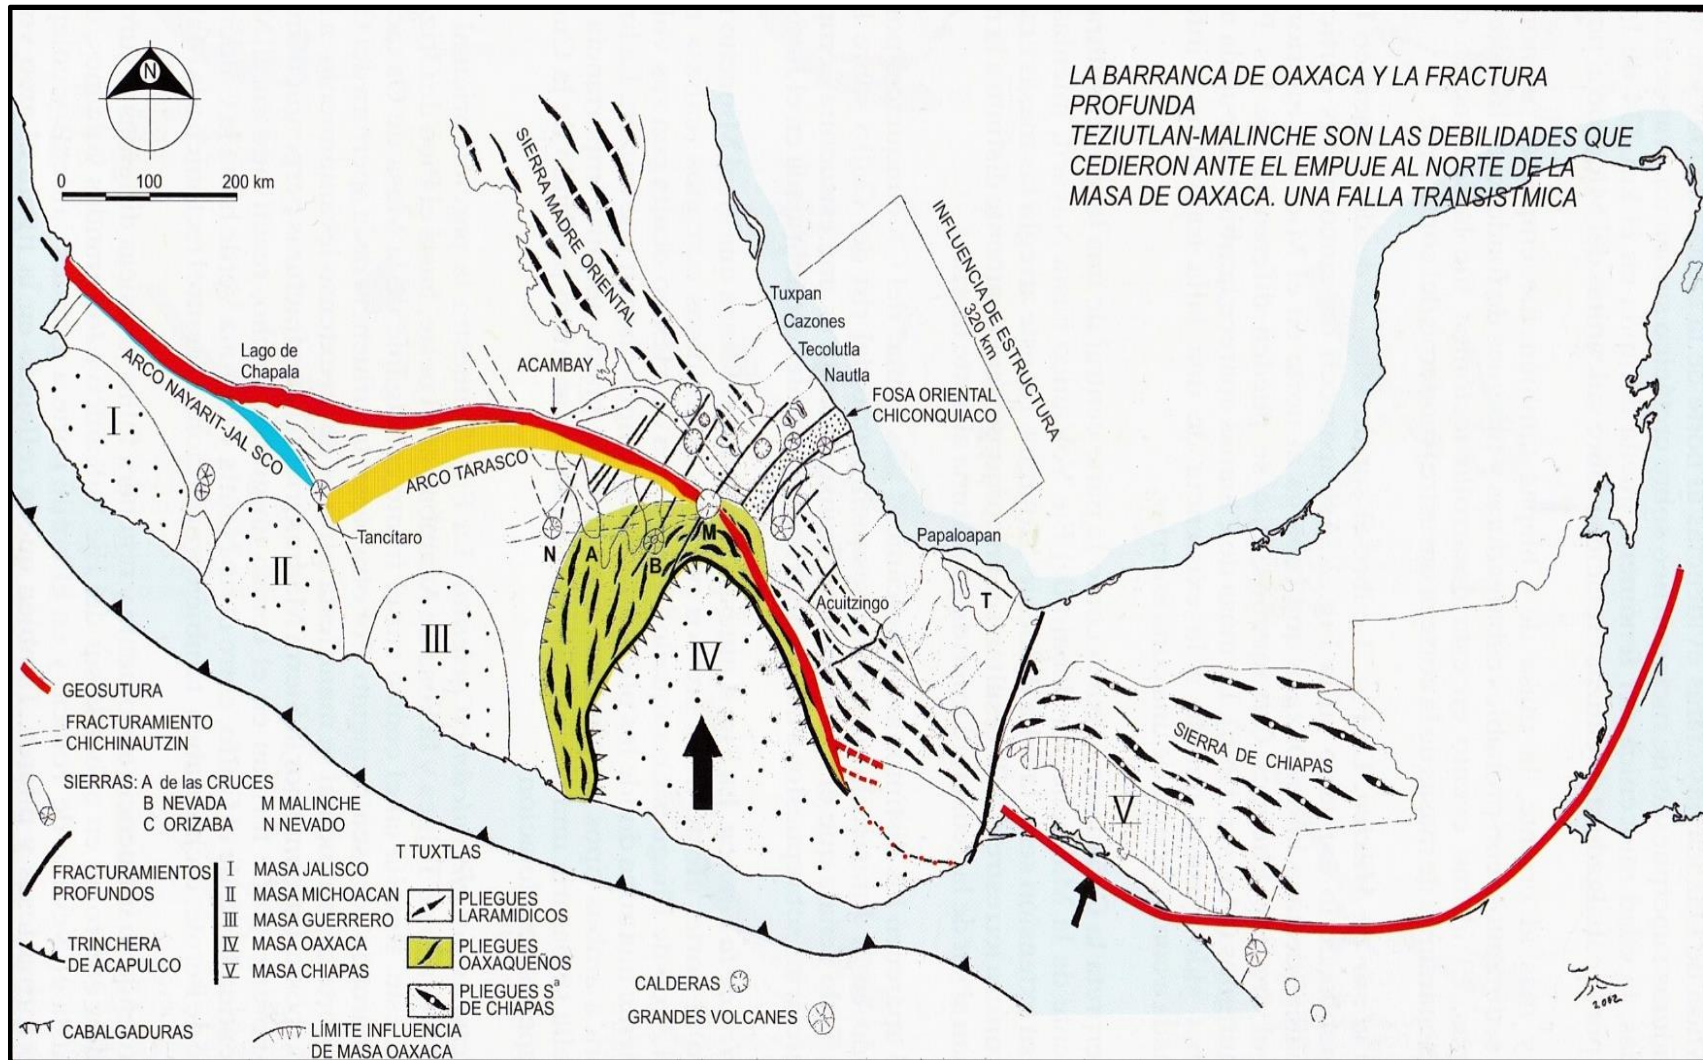 N
LA BARRANCA DE OAXACA Y LA FRACTURA
PROFUNDA
TEZIUTLAN-MALINCHE SON LAS DEBILIDADES QUE
CEDIERON ANTE EL EMPUJE AL NORTE DE LA
MASA DE OAXACA. UNA FALLA TRANSISTMICA
0 100 200 km
SIERRA MADRE ORIENTAL
INFLUENCIA DE ESTRUCTURA
320 km
Tuxpan
Cazones
Tecolutla
Nautla
FOSA ORIENTAL
CHICONQUIACO
Lago de
Chapala
ACAMBAY
ARCO NAYARIT-JAL SCO
ARCO TARASCO
Tancítaro
I
II
III
IV
V
N
A
B
M
Papaloapan
T
Acuitzingo
SIERRA DE CHIAPAS
GEOSUTURA
FRACTURAMIENTO
CHICHINAUTZIN
SIERRAS: A de las CRUCES
B NEVADA M MALINCHE
C ORIZABA N NEVADO
T TUXTLAS
FRACTURAMIENTOS
PROFUNDOS
TRINCHERA
DE ACAPULCO
CABALGADURAS
I MASA JALISCO
II MASA MICHOACAN
III MASA GUERRERO
IV MASA OAXACA
V MASA CHIAPAS
LÍMITE INFLUENCIA
DE MASA OAXACA
PLIEGUES
LARAMIDICOS
PLIEGUES
OAXAQUEÑOS
PLIEGUES Sª
DE CHIAPAS
CALDERAS
GRANDES VOLCANES
2002